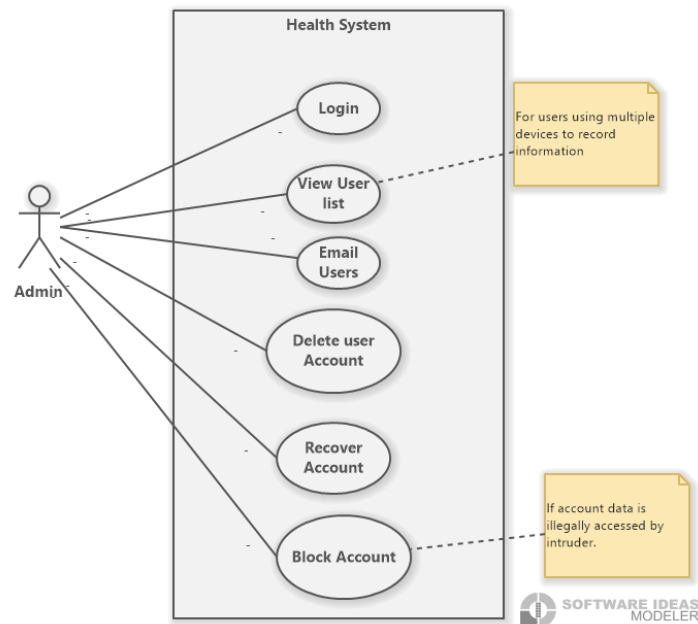 Health System
Login
For users using multiple
devices to record
information
View User
list
Email
Users
Admin
Delete user
Account
Recover
Account
If account data is
illegally accessed by
intruder.
Block Account
SOFTWARE IDEAS
MODELER